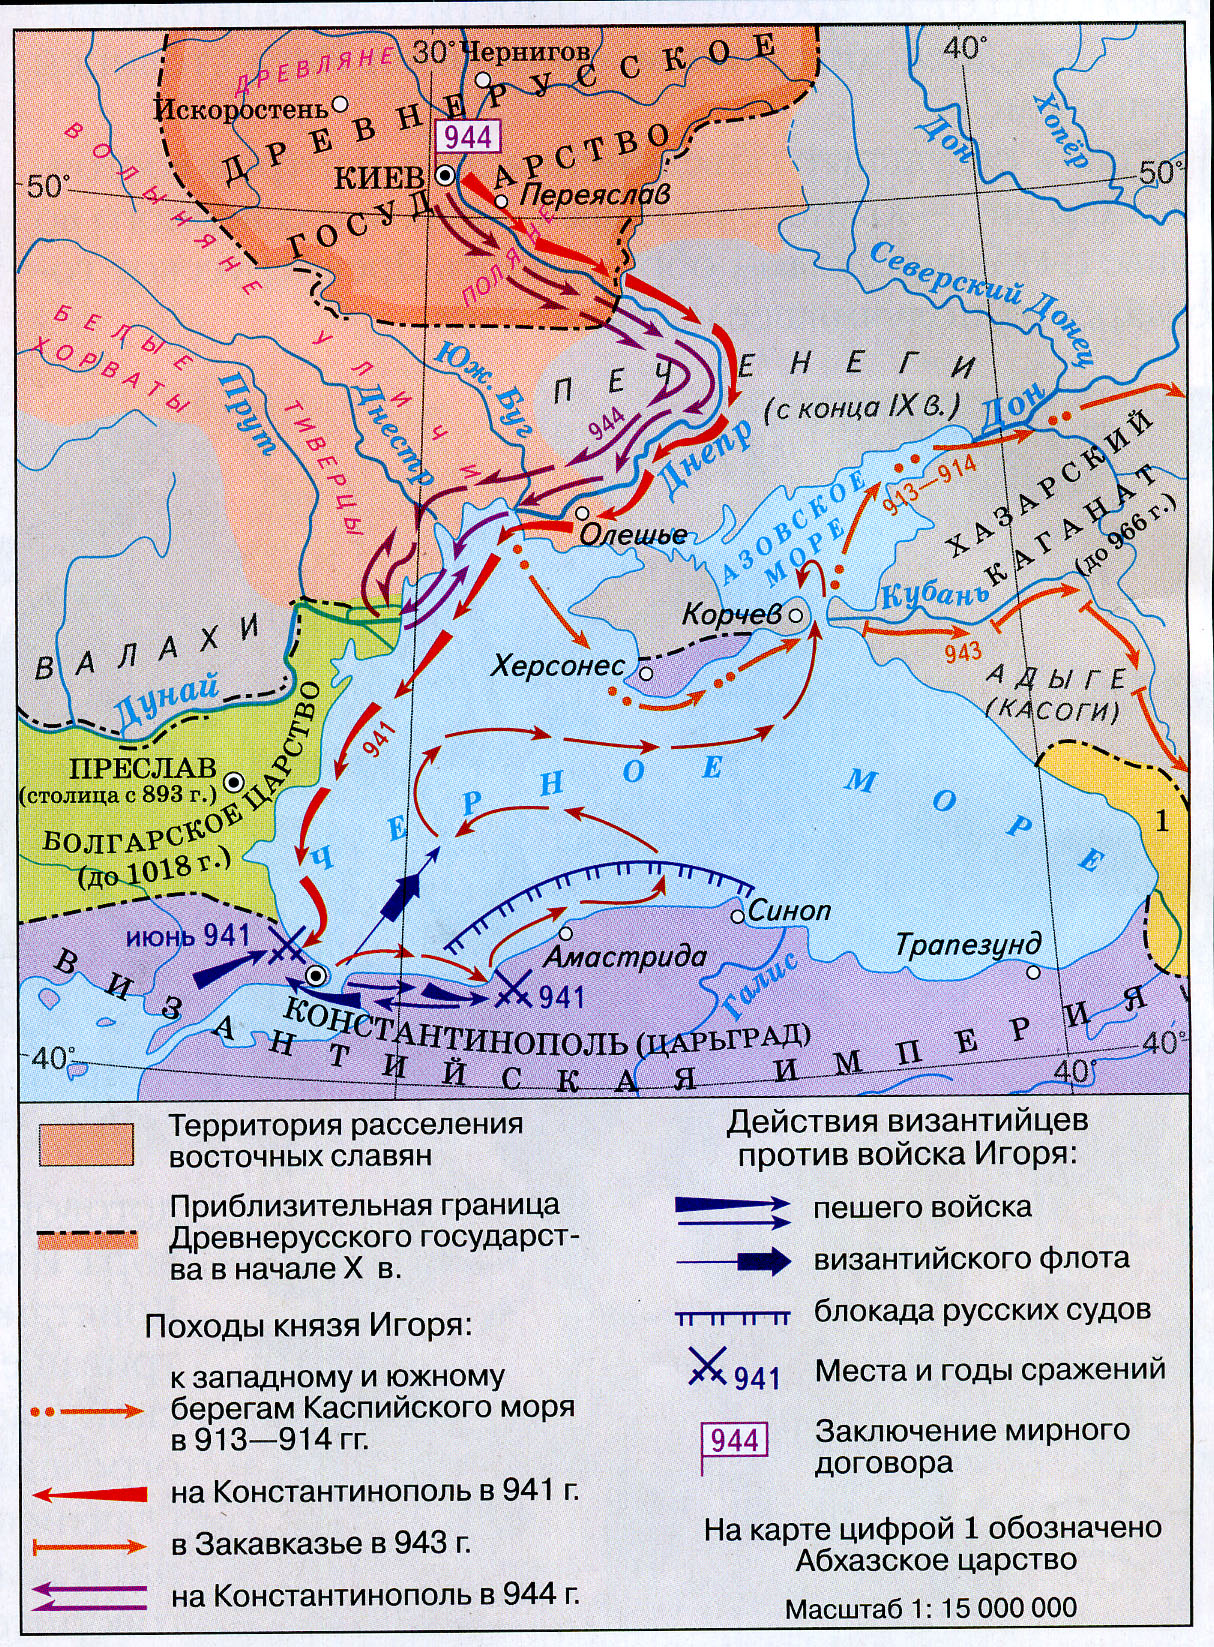 30°
40°
Чернигов
ДРЕВЛЯНЕ
Искоростень
ДРЕВНЕРУССКОЕ
ГОСУДАРСТВО
944
КИЕВ
Переяслав
ПОЛЯНЕ
ВОЛЫНЯНЕ
50°
50°
Дон
Хопёр
Северский Донец
БЕЛЫЕ
ХОРВАТЫ
УЛИЧИ
ТИВЕРЦЫ
Прут
Днестр
Юж. Буг
ПЕЧЕНЕГИ
(с конца IX в.)
944
Днепр
Дон
Олешье
АЗОВСКОЕ
МОРЕ
913—914
ХАЗАРСКИЙ
КАГАНАТ
(до 966 г.)
Кубань
943
Корчев
Херсонес
АДЫГЕ
(КАСОГИ)
ВАЛАХИ
Дунай
941
ПРЕСЛАВ
(столица с 893 г.)
БОЛГАРСКОЕ ЦАРСТВО
(до 1018 г.)
ЧЕРНОЕ МОРЕ
1
июнь 941
Синоп
Амастрида
Трапезунд
941
Галис
КОНСТАНТИНОПОЛЬ (ЦАРЬГРАД)
ВИЗАНТИЙСКАЯ ИМПЕРИЯ
40°
40°
40°
Территория расселения
восточных славян
Приблизительная граница
Древнерусского государст-
ва в начале X в.
Походы князя Игоря:
к западному и южному
берегам Каспийского моря
в 913—914 гг.
на Константинополь в 941 г.
в Закавказье в 943 г.
на Константинополь в 944 г.
Действия византийцев
против войска Игоря:
пешего войска
византийского флота
блокада русских судов
941
Места и годы сражений
944
Заключение мирного
договора
На карте цифрой 1 обозначено
Абхазское царство
Масштаб 1: 15 000 000